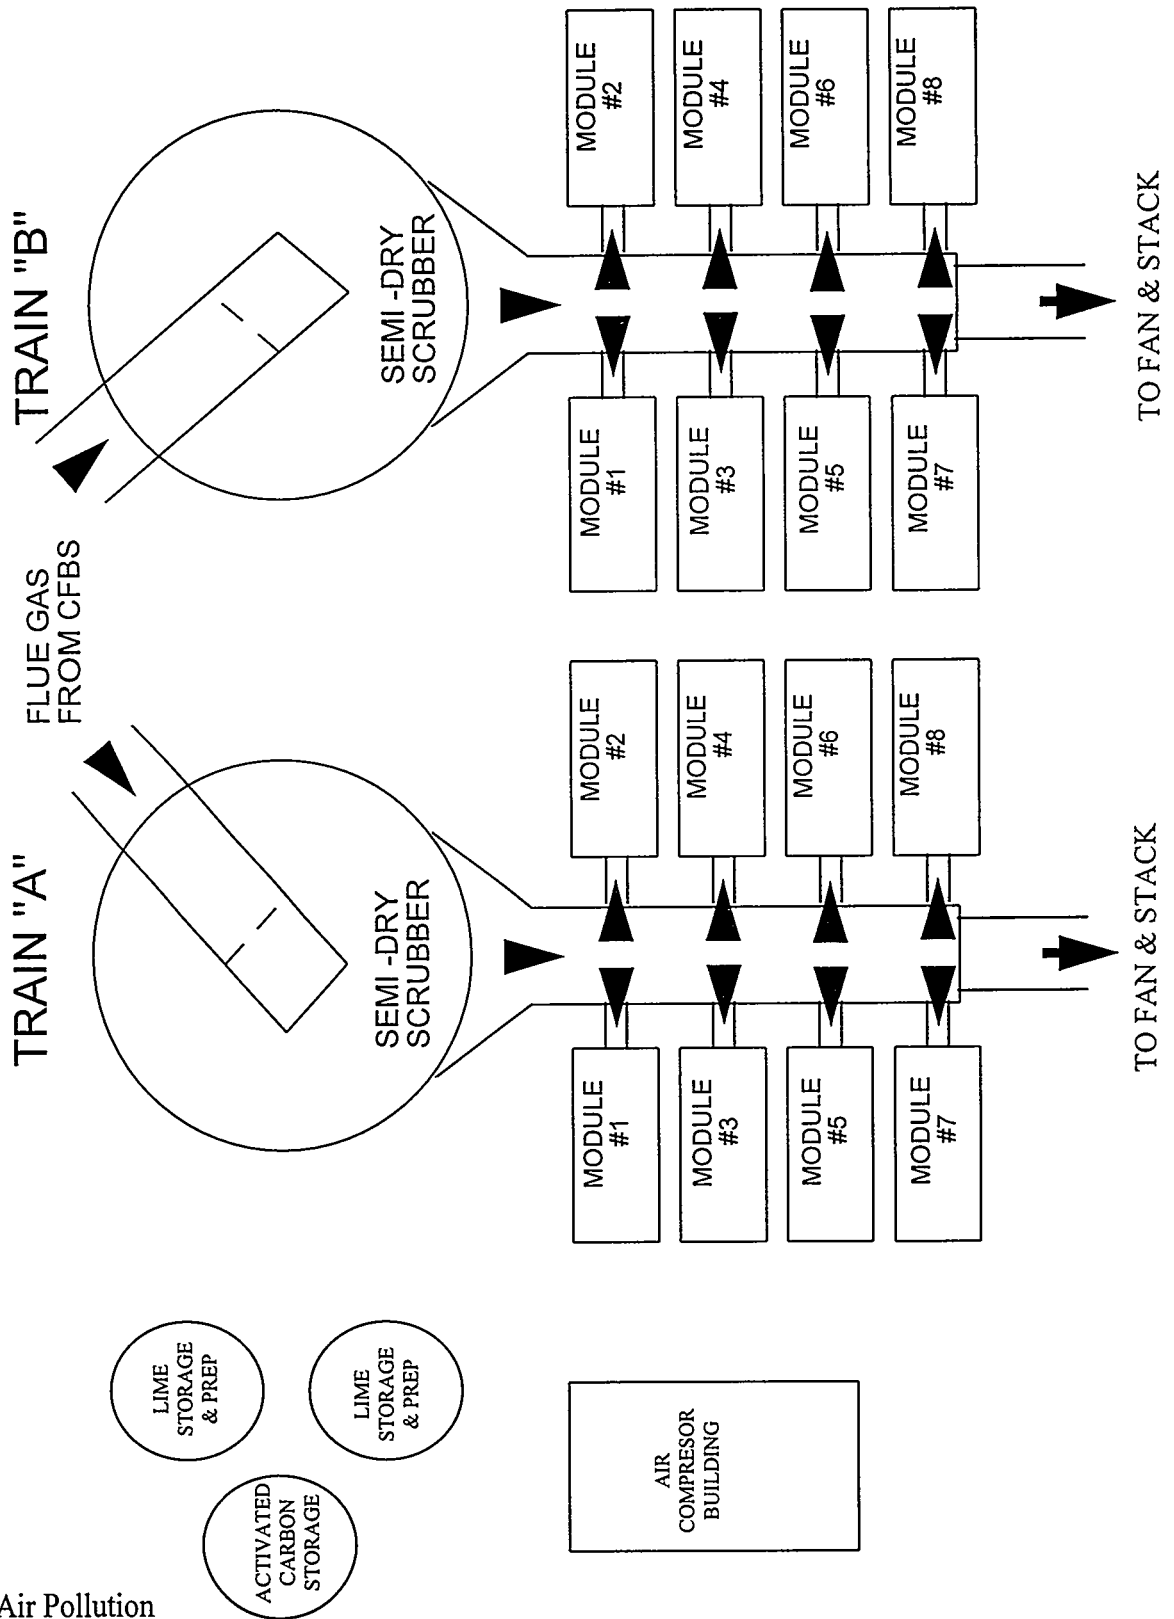 TRAIN "A"
TRAIN "B"
FLUE GAS
FROM CFBS
LIME
STORAGE
& PREP
LIME
STORAGE
& PREP
ACTIVATED
CARBON
STORAGE
AIR
COMPRESOR
BUILDING
SEMI -DRY
SCRUBBER
MODULE
#1
MODULE
#2
MODULE
#3
MODULE
#4
MODULE
#5
MODULE
#6
MODULE
#7
MODULE
#8
TO FAN & STACK
SEMI -DRY
SCRUBBER
MODULE
#1
MODULE
#2
MODULE
#3
MODULE
#4
MODULE
#5
MODULE
#6
MODULE
#7
MODULE
#8
TO FAN & STACK
Air Pollution